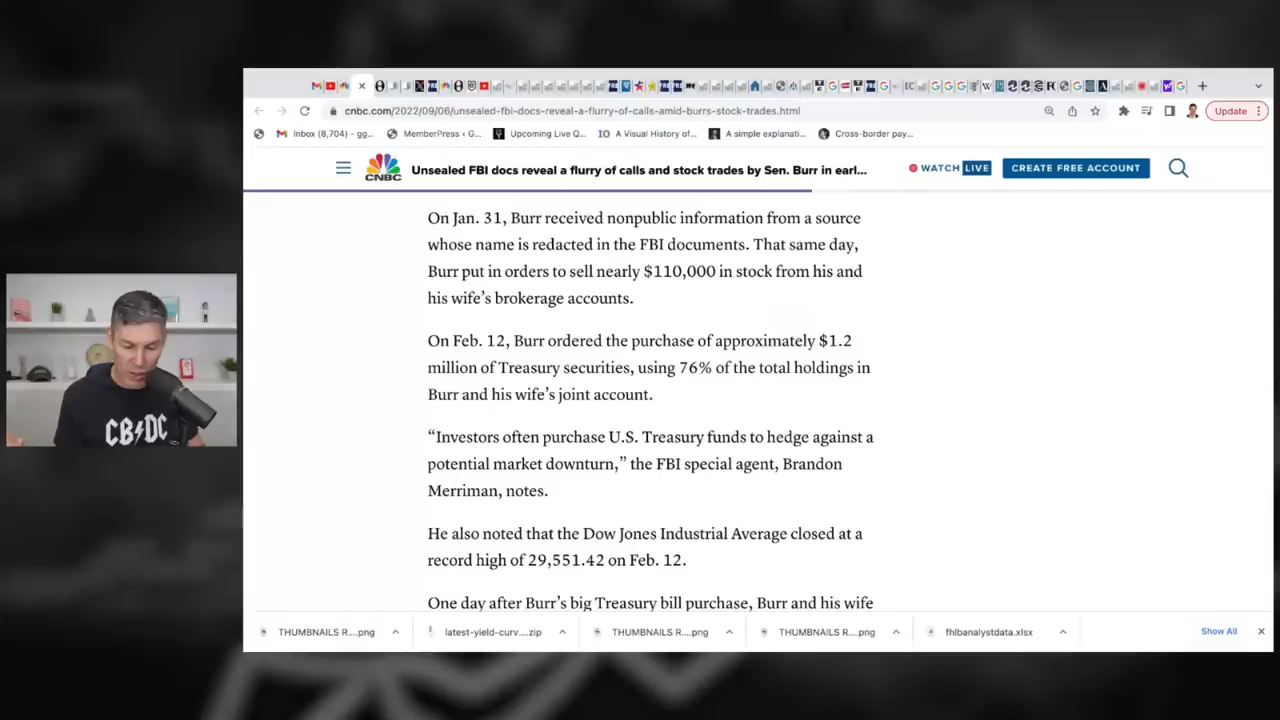 cnbc.com/2022/09/06/unsealed-fbi-docs-reveal-a-flurry-of-calls-amid-burrs-stock-trades.html
Update
Inbox (8,704) – gg...
MemberPress ‹ G...
Upcoming Live Q...
IO
A Visual History of...
A simple explanati...
Cross-border pay...
CNBC
Unsealed FBI docs reveal a flurry of calls and stock trades by Sen. Burr in earl...
WATCH LIVE
CREATE FREE ACCOUNT
On Jan. 31, Burr received nonpublic information from a source
whose name is redacted in the FBI documents. That same day,
Burr put in orders to sell nearly $110,000 in stock from his and
his wife’s brokerage accounts.
On Feb. 12, Burr ordered the purchase of approximately $1.2
million of Treasury securities, using 76% of the total holdings in
Burr and his wife’s joint account.
“Investors often purchase U.S. Treasury funds to hedge against a
potential market downturn,” the FBI special agent, Brandon
Merriman, notes.
He also noted that the Dow Jones Industrial Average closed at a
record high of 29,551.42 on Feb. 12.
One day after Burr’s big Treasury bill purchase, Burr and his wife
CB⚡DC
THUMBNAILS R....png
latest-yield-curv....zip
THUMBNAILS R....png
THUMBNAILS R....png
fhlbanalystdata.xlsx
Show All